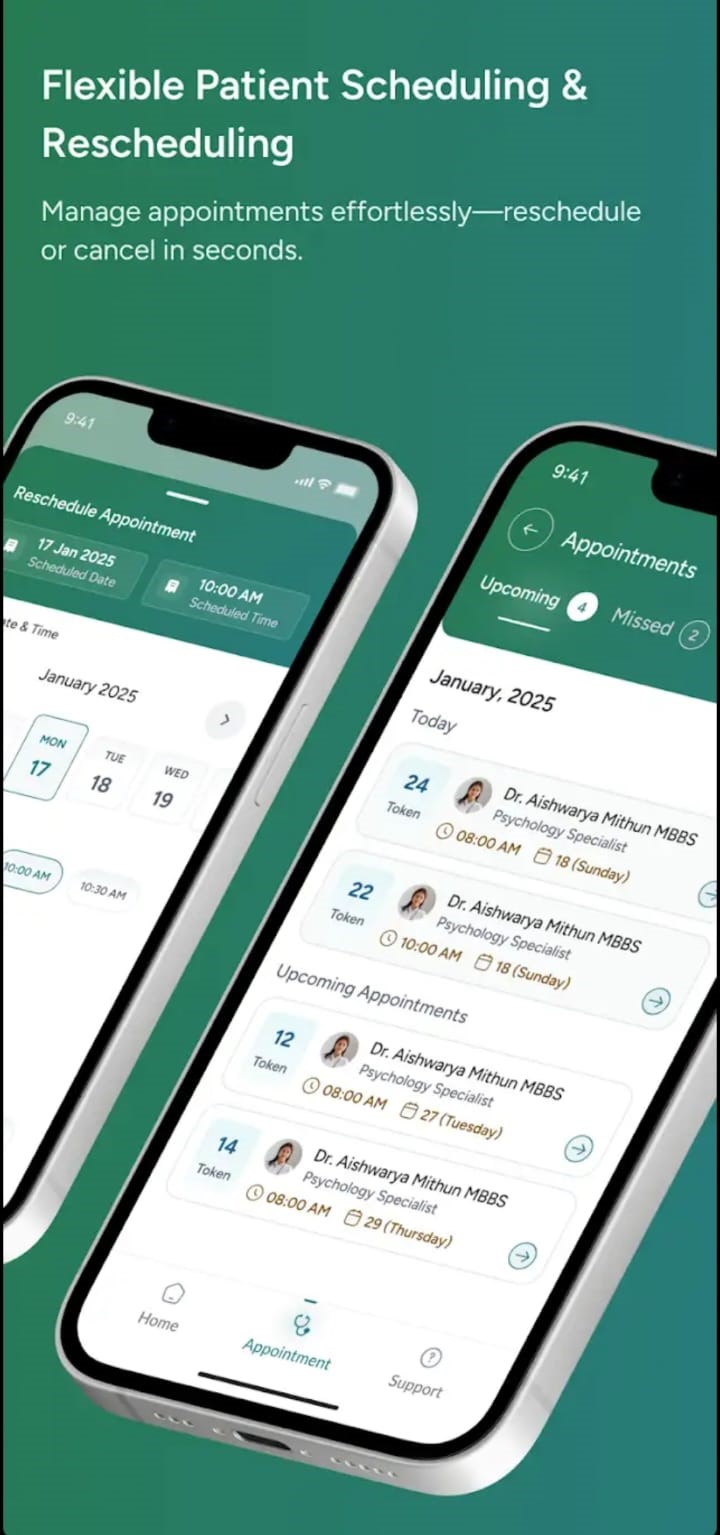 Flexible Patient Scheduling &
Rescheduling
Manage appointments effortlessly—reschedule
or cancel in seconds.
9:41
Reschedule Appointment
17 Jan 2025
Scheduled Date
10:00 AM
Scheduled Time
& Time
January 2025
MON
17
TUE
18
WED
19
10:00 AM
10:30 AM
9:41
Appointments
Upcoming 4
Missed 2
January, 2025
Today
24
Token
Dr. Aishwarya Mithun MBBS
Psychology Specialist
08:00 AM
18 (Sunday)
22
Token
Dr. Aishwarya Mithun MBBS
Psychology Specialist
10:00 AM
18 (Sunday)
Upcoming Appointments
12
Token
Dr. Aishwarya Mithun MBBS
Psychology Specialist
08:00 AM
27 (Tuesday)
14
Token
Dr. Aishwarya Mithun MBBS
Psychology Specialist
08:00 AM
29 (Thursday)
Home
Appointment
Support